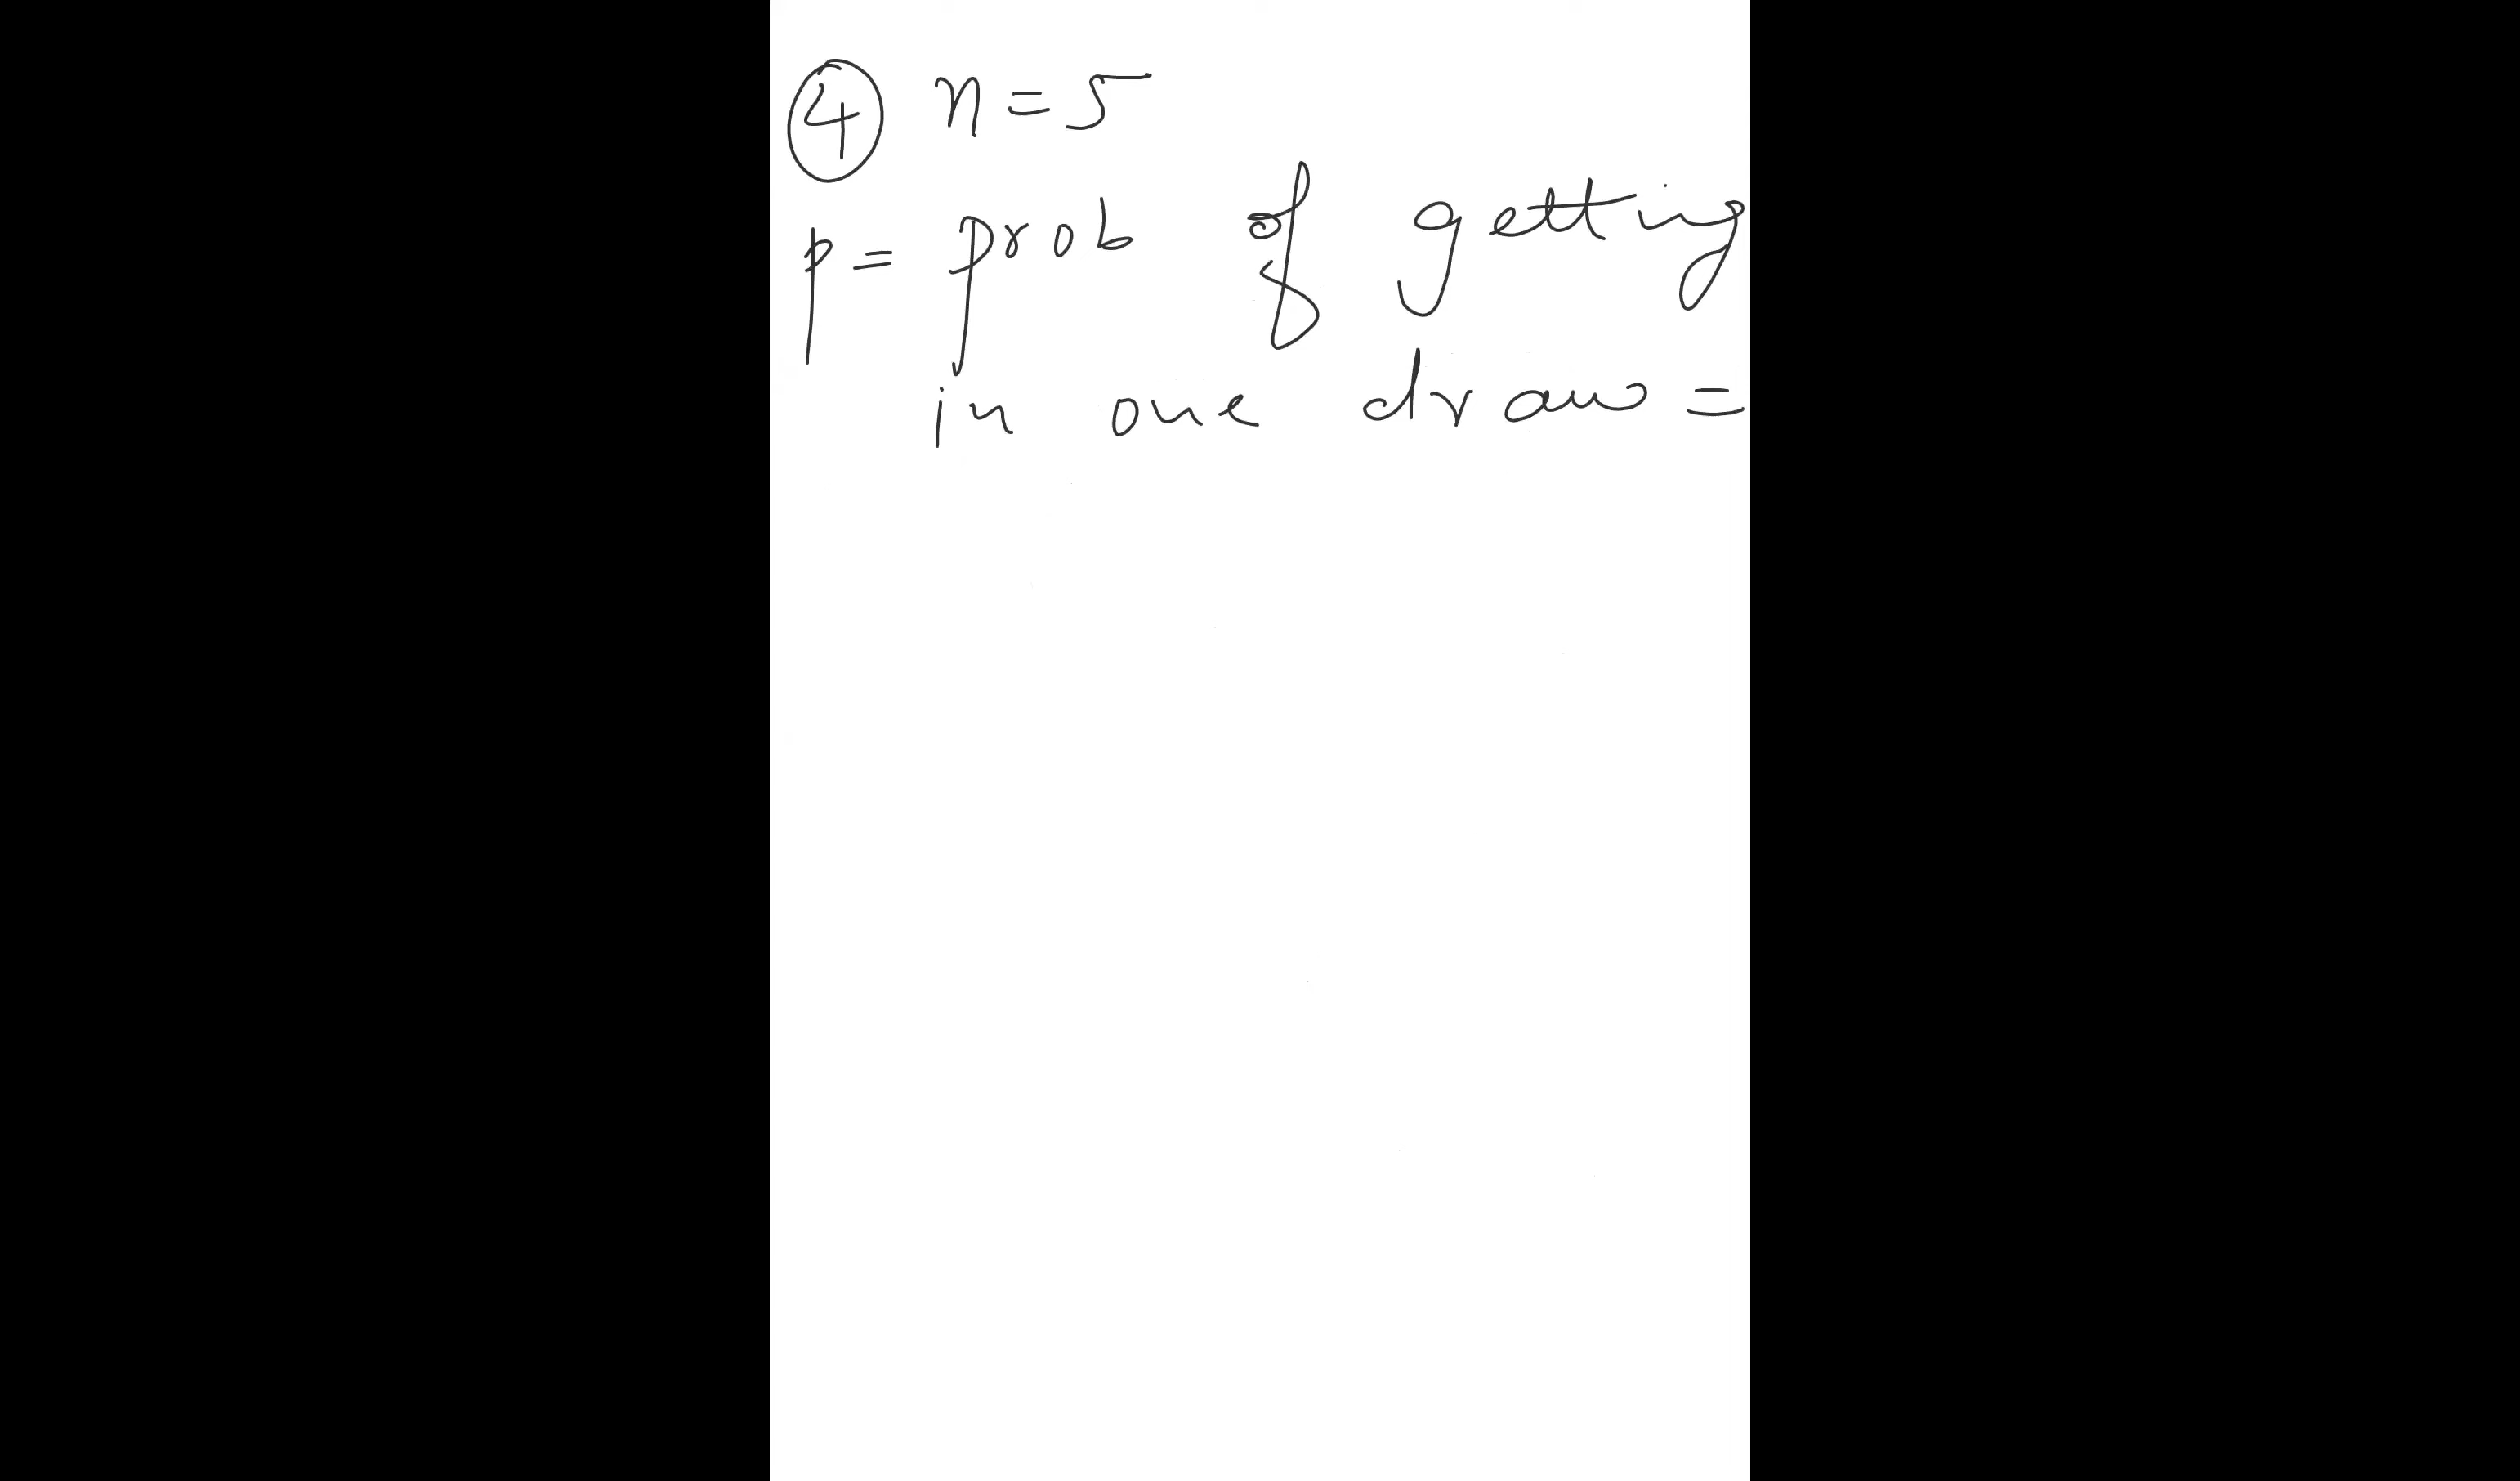 ④ n = 5
p = prob of getting
in one draw =